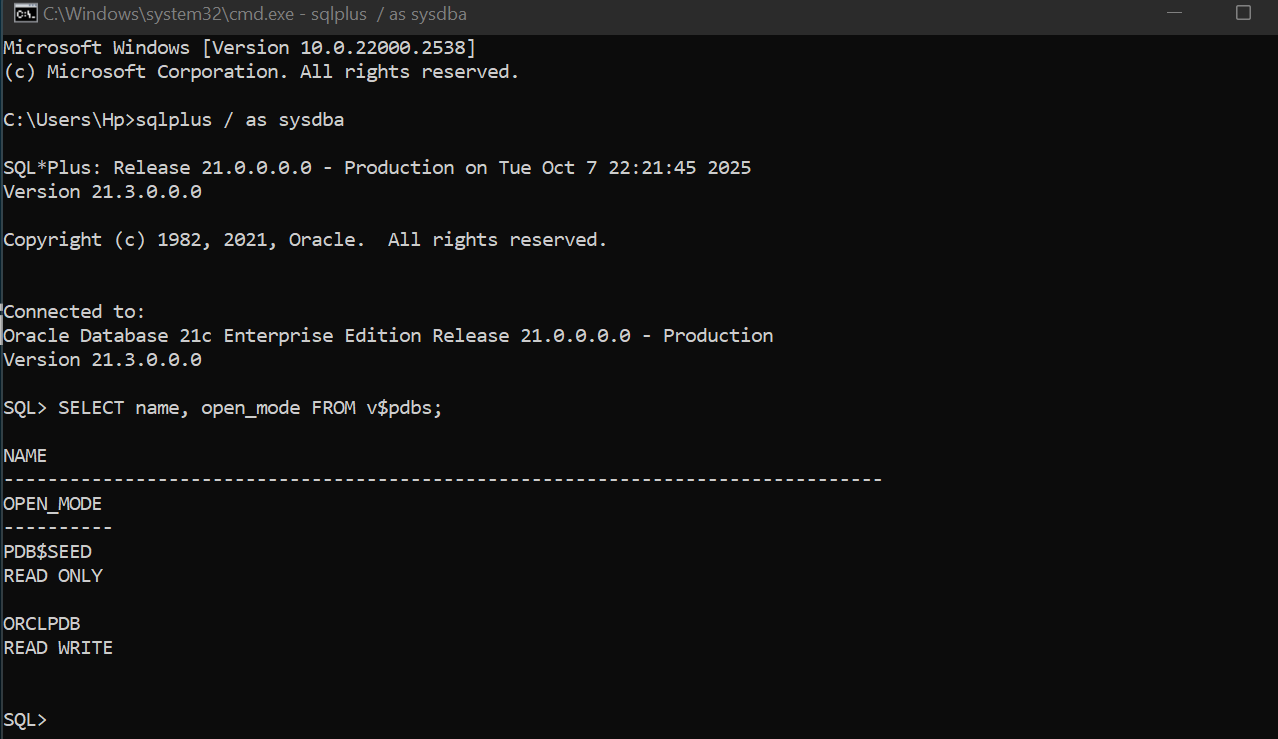 C:\Windows\system32\cmd.exe - sqlplus / as sysdba
Microsoft Windows [Version 10.0.22000.2538]
(c) Microsoft Corporation. All rights reserved.
C:\Users\Hp>sqlplus / as sysdba
SQL*Plus: Release 21.0.0.0.0 - Production on Tue Oct 7 22:21:45 2025
Version 21.3.0.0.0
Copyright (c) 1982, 2021, Oracle.  All rights reserved.
Connected to:
Oracle Database 21c Enterprise Edition Release 21.0.0.0.0 - Production
Version 21.3.0.0.0
SQL> SELECT name, open_mode FROM v$pdbs;
NAME
--------------------------------------------------------------------------------
OPEN_MODE
----------
PDB$SEED
READ ONLY
ORCLPDB
READ WRITE
SQL>